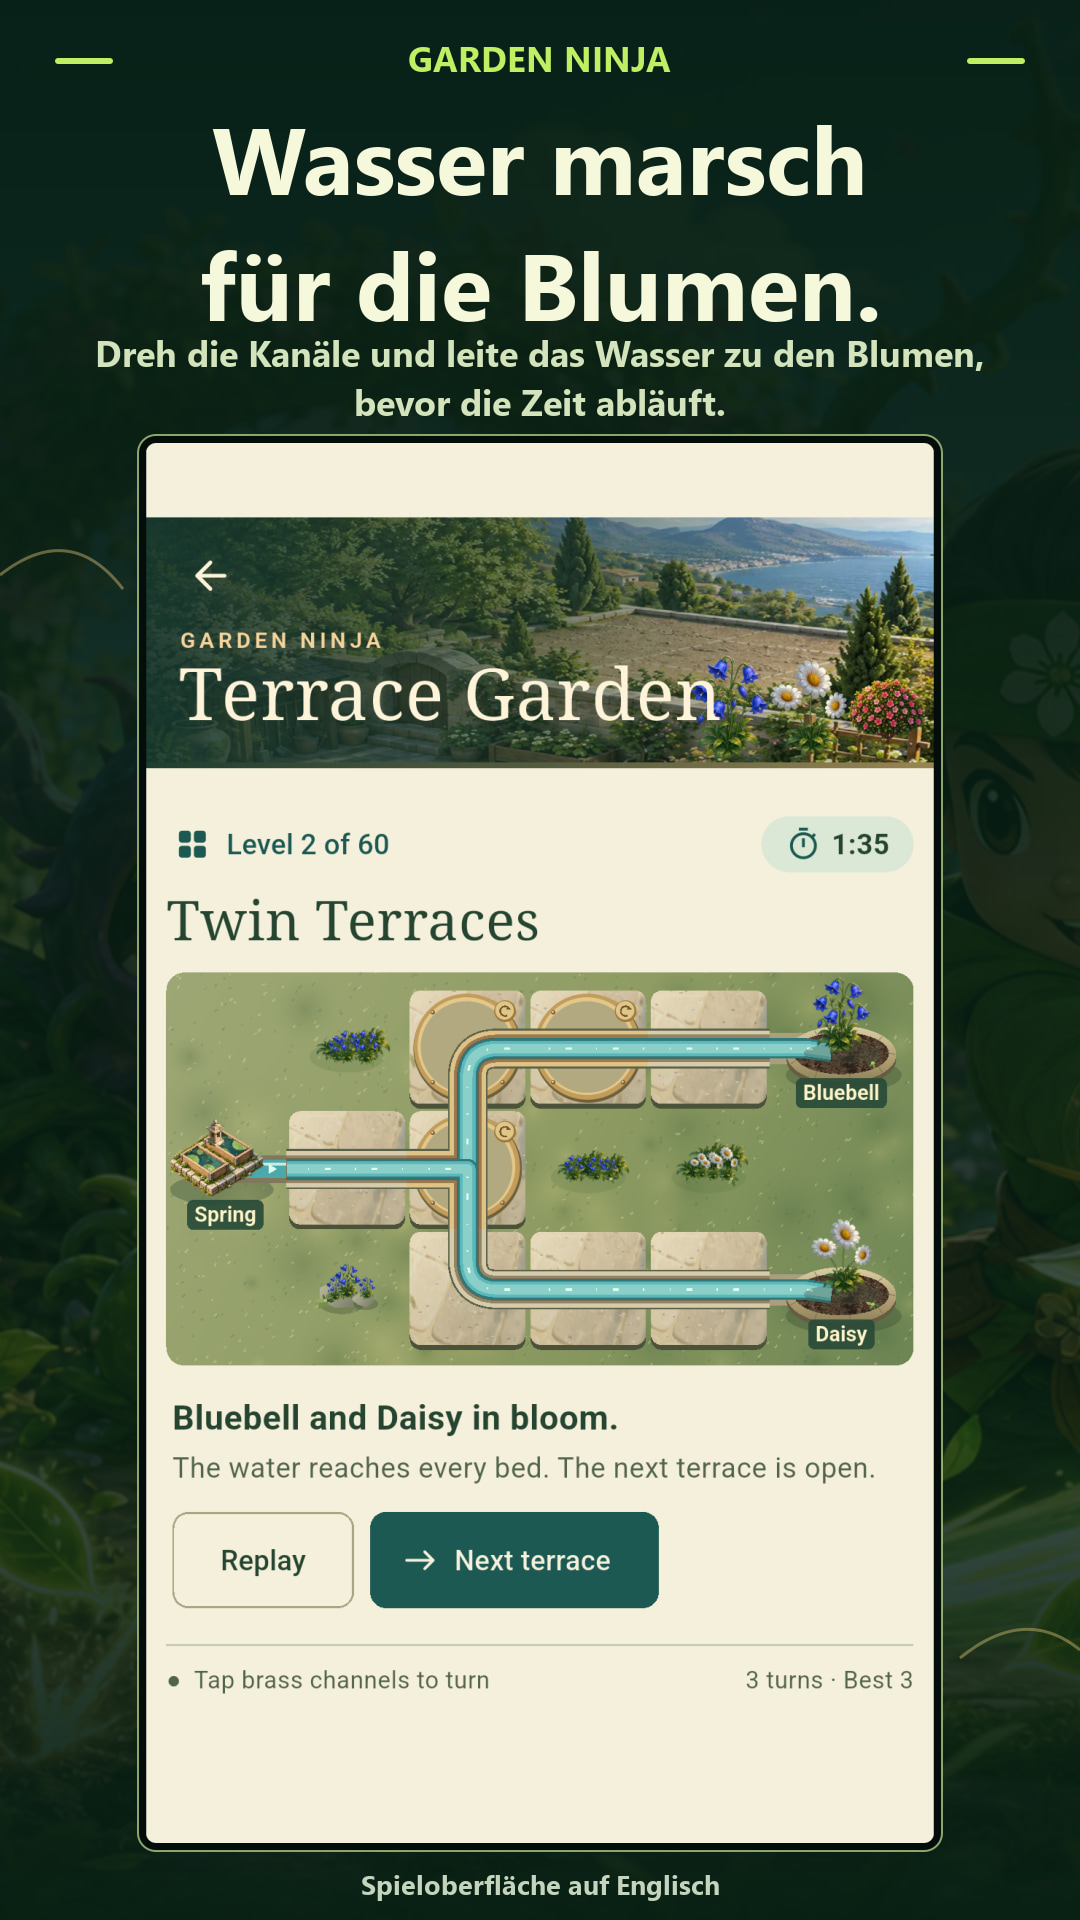 GARDEN NINJA
Wasser marsch
für die Blumen.
Dreh die Kanäle und leite das Wasser zu den Blumen,
bevor die Zeit abläuft.
GARDEN NINJA
Terrace Garden
Level 2 of 60
1:35
Twin Terraces
Bluebell
Spring
Daisy
Bluebell and Daisy in bloom.
The water reaches every bed. The next terrace is open.
Replay
Next terrace
Tap brass channels to turn
3 turns · Best 3
Spieloberfläche auf Englisch